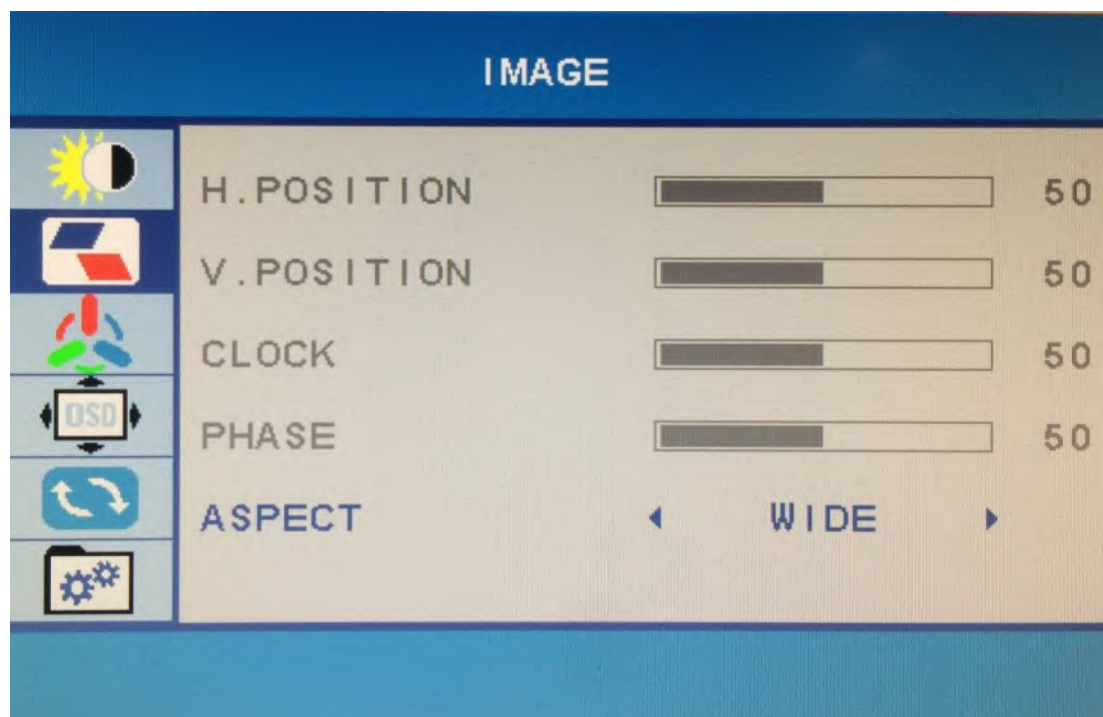 IMAGE
H.POSITION 50
V.POSITION 50
CLOCK 50
PHASE 50
OSD
ASPECT WIDE